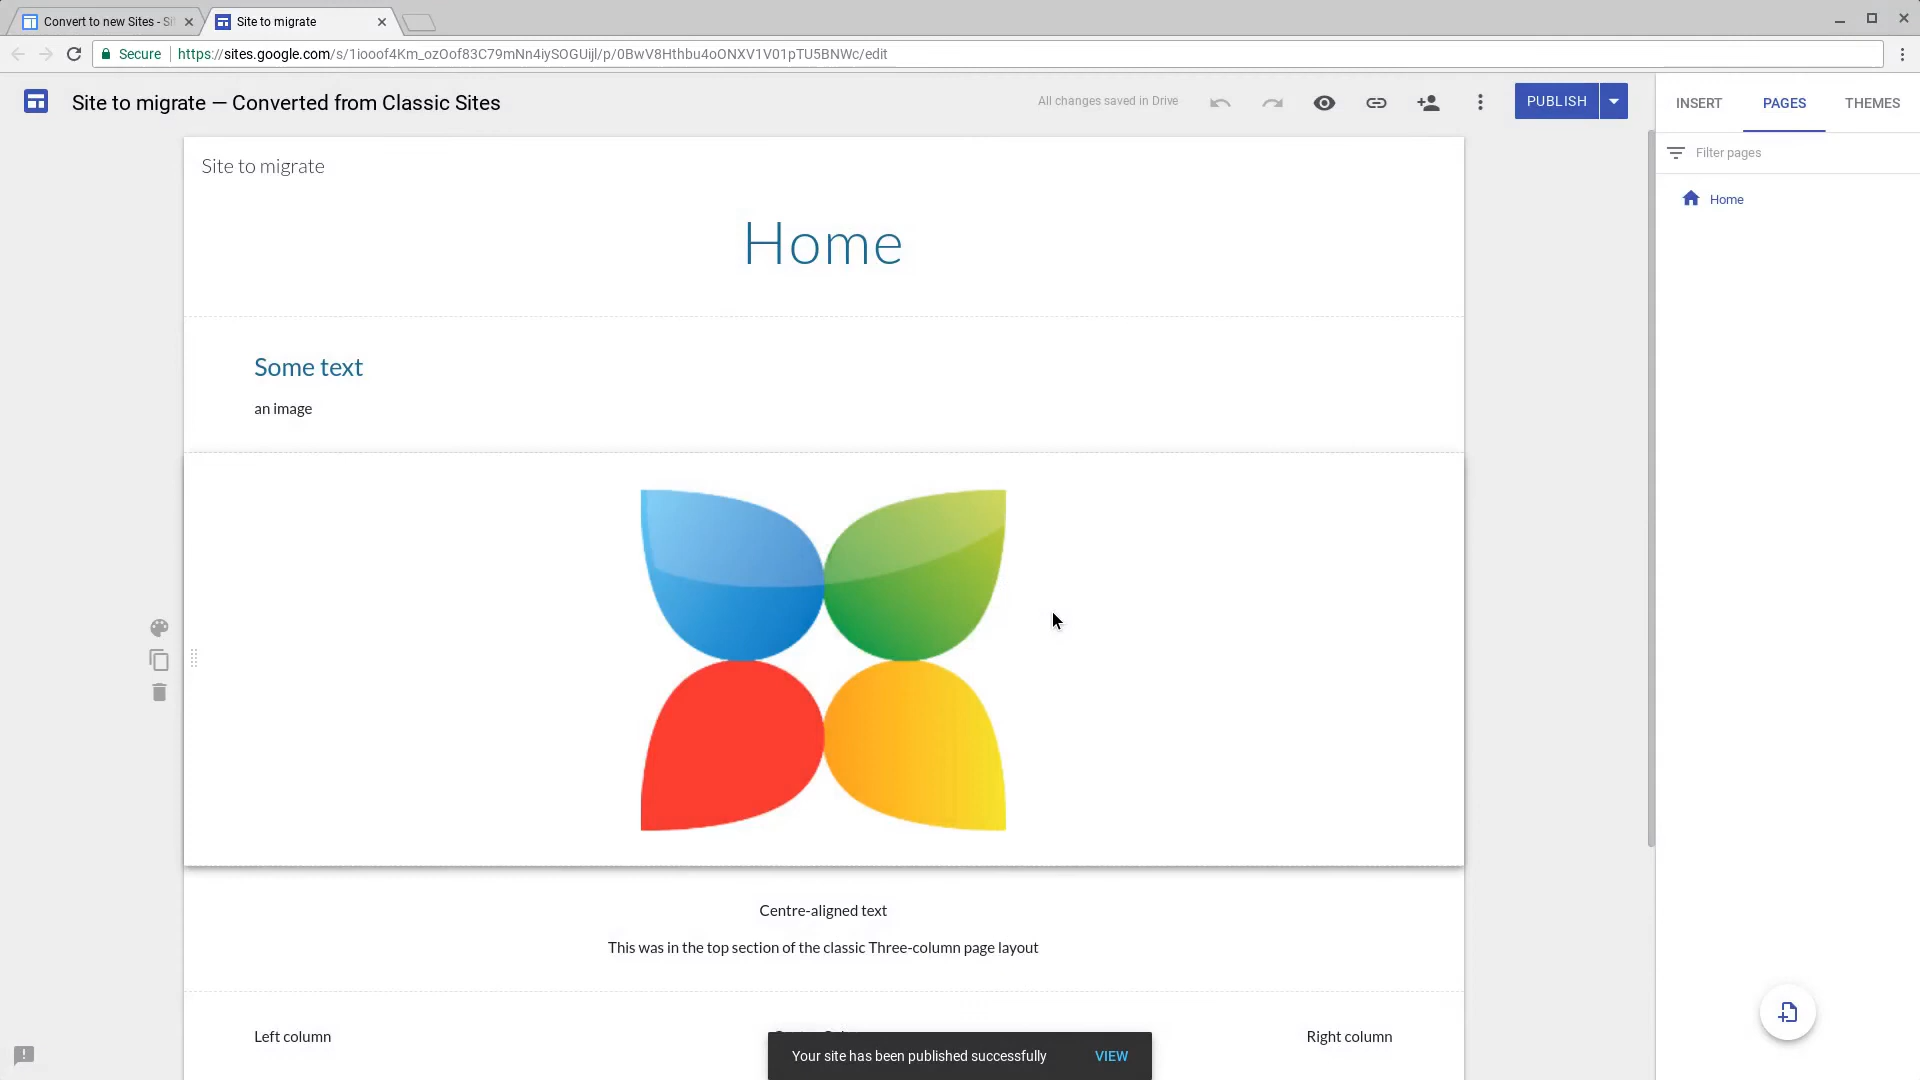 Convert to new Sites - Sit
Site to migrate
Secure
https://sites.google.com/s/1iooof4Km_ozOof83C79mNn4iySOGUijl/p/0BwV8Hthbu4oONXV1V01pTU5BNWc/edit
Site to migrate — Converted from Classic Sites
All changes saved in Drive
PUBLISH
INSERT
PAGES
THEMES
Filter pages
Home
Site to migrate
Home
Some text
an image
Centre-aligned text
This was in the top section of the classic Three-column page layout
Left column
Right column
Your site has been published successfully
VIEW